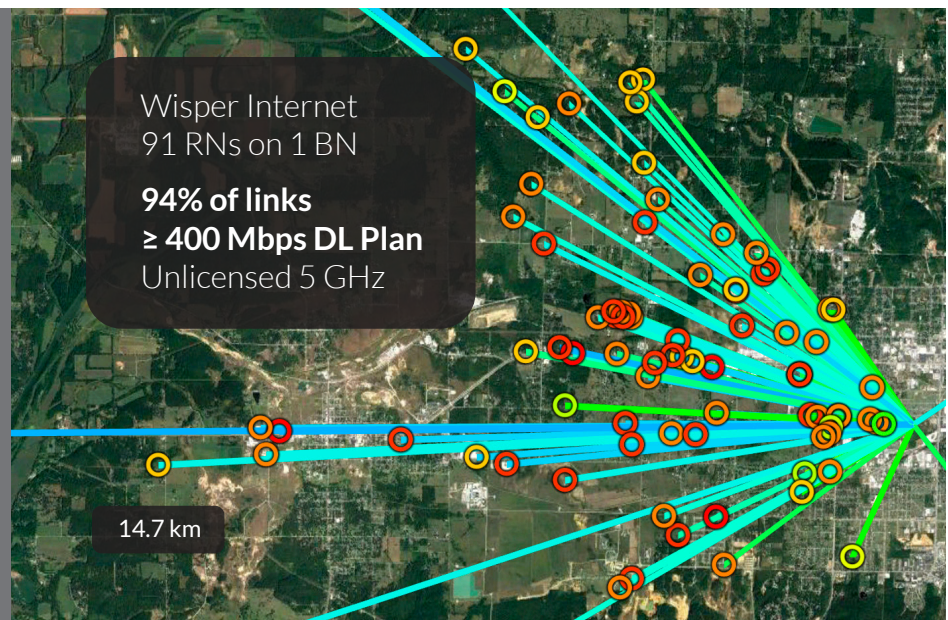 Wisper Internet
91 RNs on 1 BN
94% of links
≥ 400 Mbps DL Plan
Unlicensed 5 GHz
14.7 km